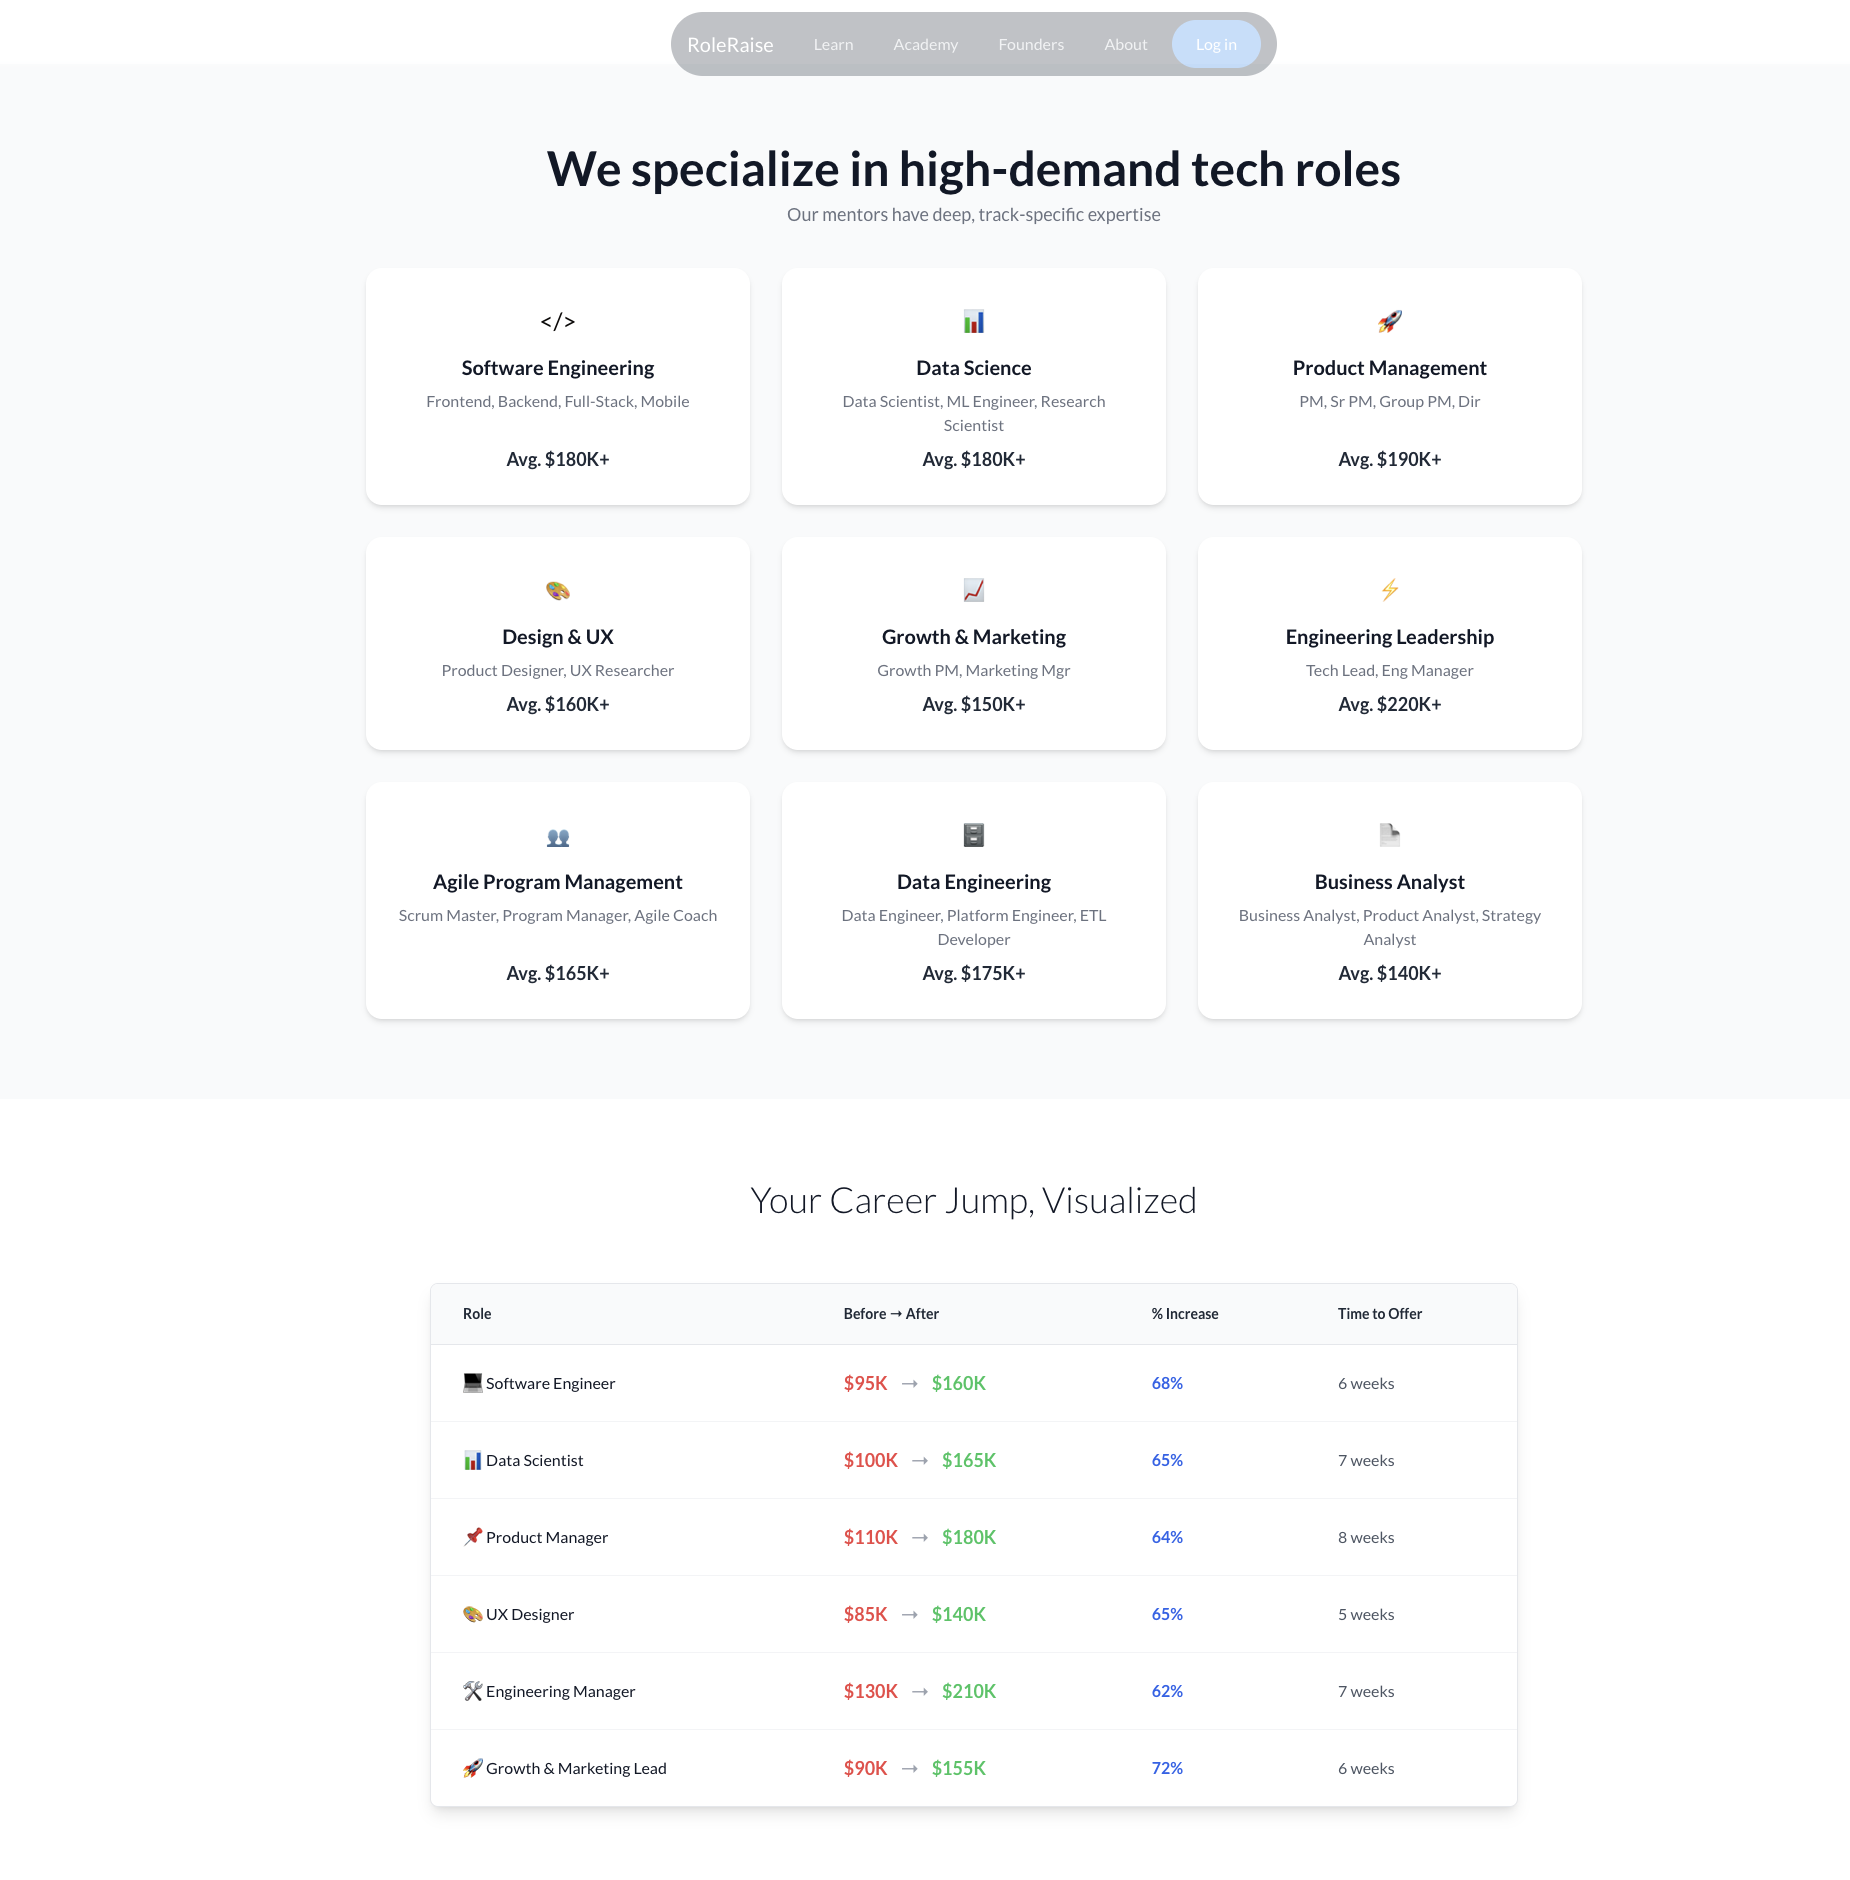 RoleRaise Learn Academy Founders About Log in
We specialize in high-demand tech roles
Our mentors have deep, track-specific expertise
</>
Software Engineering
Frontend, Backend, Full-Stack, Mobile
Avg. $180K+
Data Science
Data Scientist, ML Engineer, Research
Scientist
Avg. $180K+
Product Management
PM, Sr PM, Group PM, Dir
Avg. $190K+
Design & UX
Product Designer, UX Researcher
Avg. $160K+
Growth & Marketing
Growth PM, Marketing Mgr
Avg. $150K+
Engineering Leadership
Tech Lead, Eng Manager
Avg. $220K+
Agile Program Management
Scrum Master, Program Manager, Agile Coach
Avg. $165K+
Data Engineering
Data Engineer, Platform Engineer, ETL
Developer
Avg. $175K+
Business Analyst
Business Analyst, Product Analyst, Strategy
Analyst
Avg. $140K+
Your Career Jump, Visualized
Role Before → After % Increase Time to Offer
Software Engineer $95K → $160K 68% 6 weeks
Data Scientist $100K → $165K 65% 7 weeks
Product Manager $110K → $180K 64% 8 weeks
UX Designer $85K → $140K 65% 5 weeks
Engineering Manager $130K → $210K 62% 7 weeks
Growth & Marketing Lead $90K → $155K 72% 6 weeks